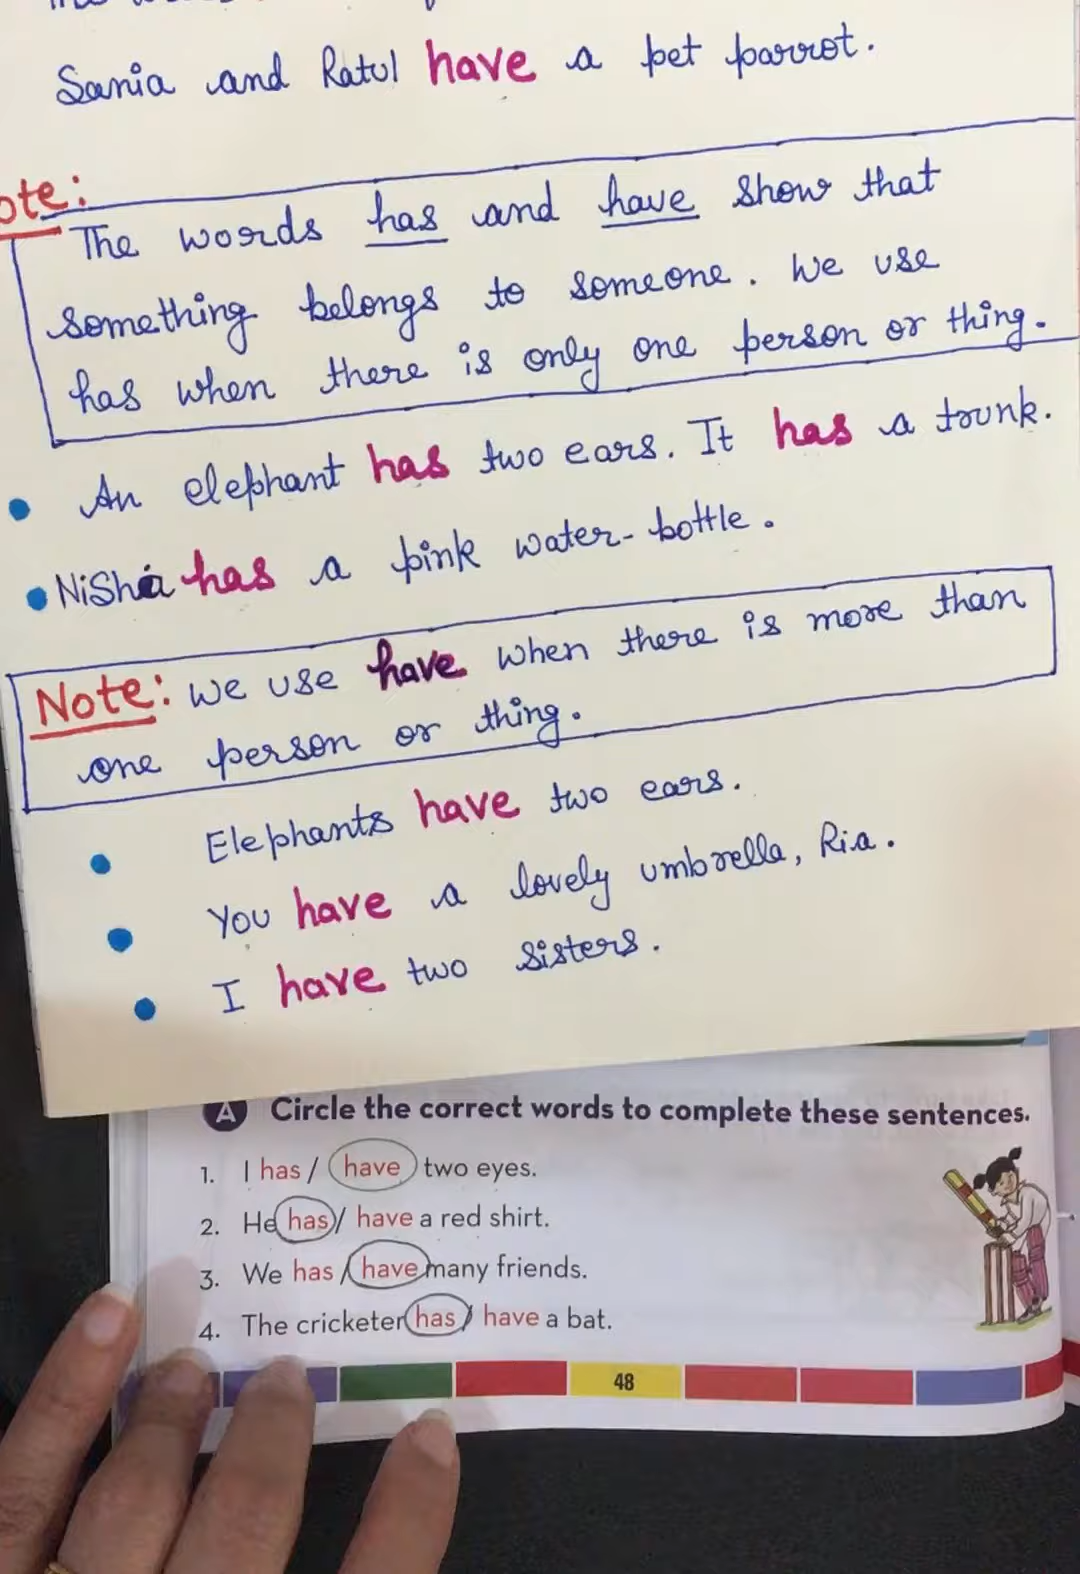 Sania and Ratul have a pet parrot.
ote:
The words has and have show that
something belongs to someone. We use
has when there is only one person or thing.
An elephant has two ears. It has a trunk.
NiSha has a pink water-bottle.
Note: we use have when there is more than
one person or thing.
Elephants have two ears.
You have a lovely umbrella, Ria.
I have two sisters.
A Circle the correct words to complete these sentences.
1. I has / have two eyes.
2. He has / have a red shirt.
3. We has / have many friends.
4. The cricketer has / have a bat.
48